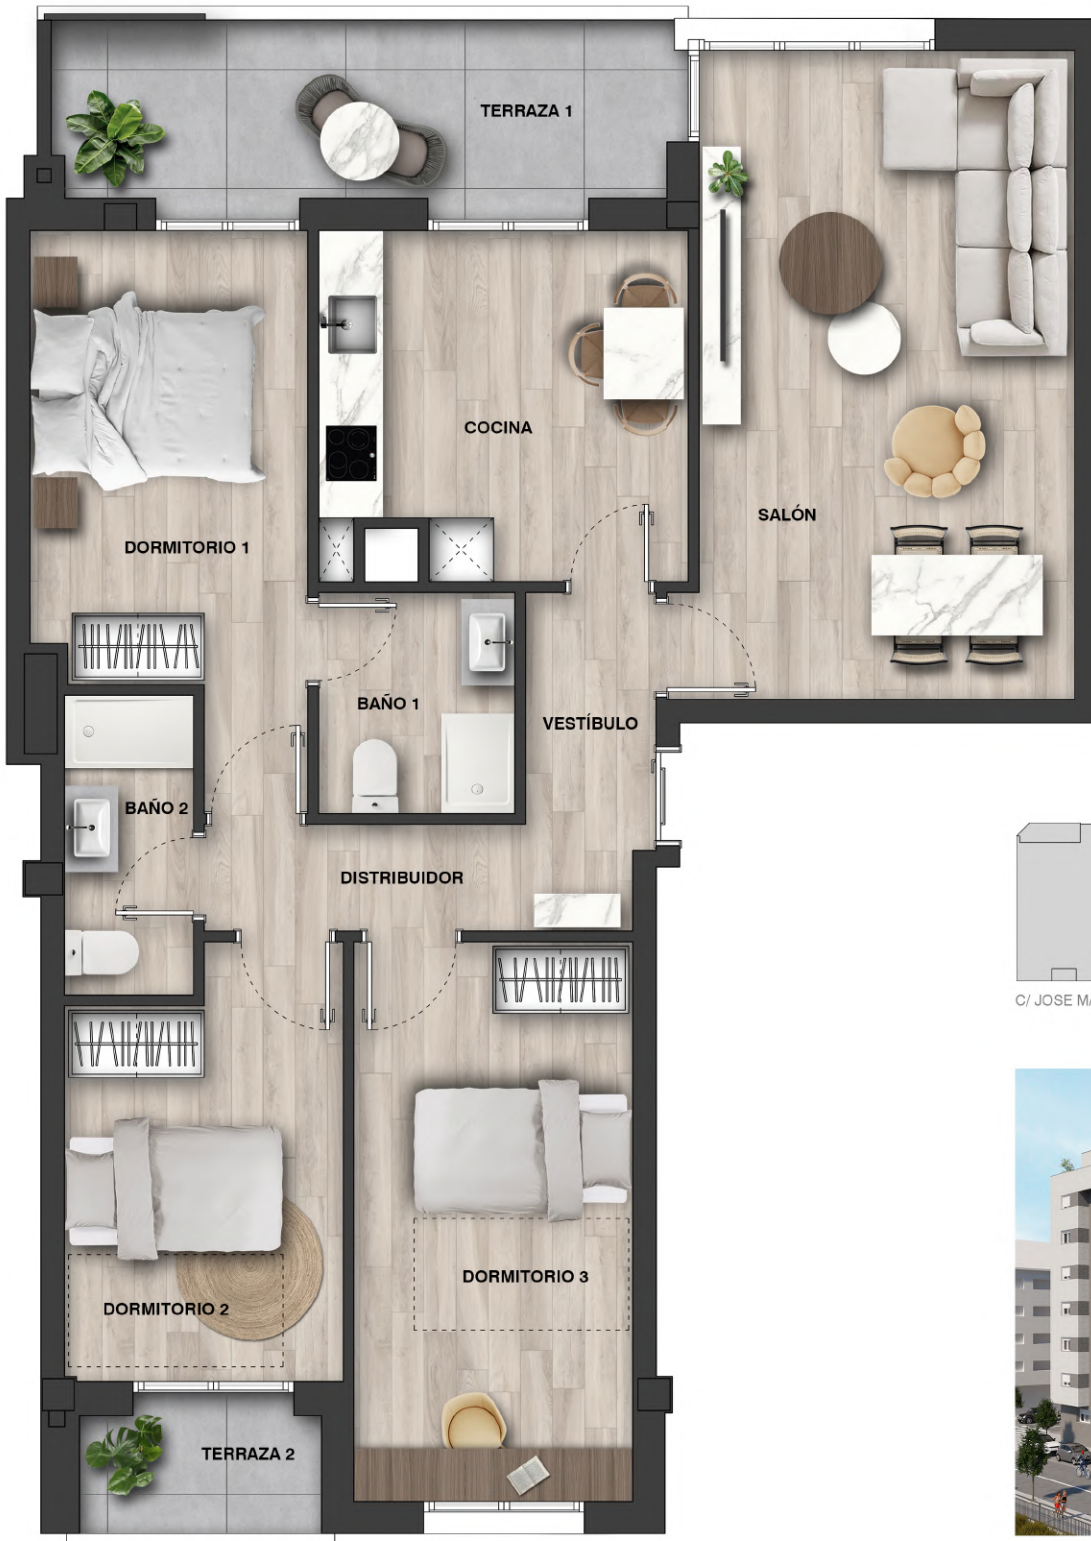 TERRAZA 1
COCINA
SALÓN
DORMITORIO 1
BAÑO 1
VESTÍBULO
BAÑO 2
DISTRIBUIDOR
C/ JOSE MA
DORMITORIO 3
DORMITORIO 2
TERRAZA 2